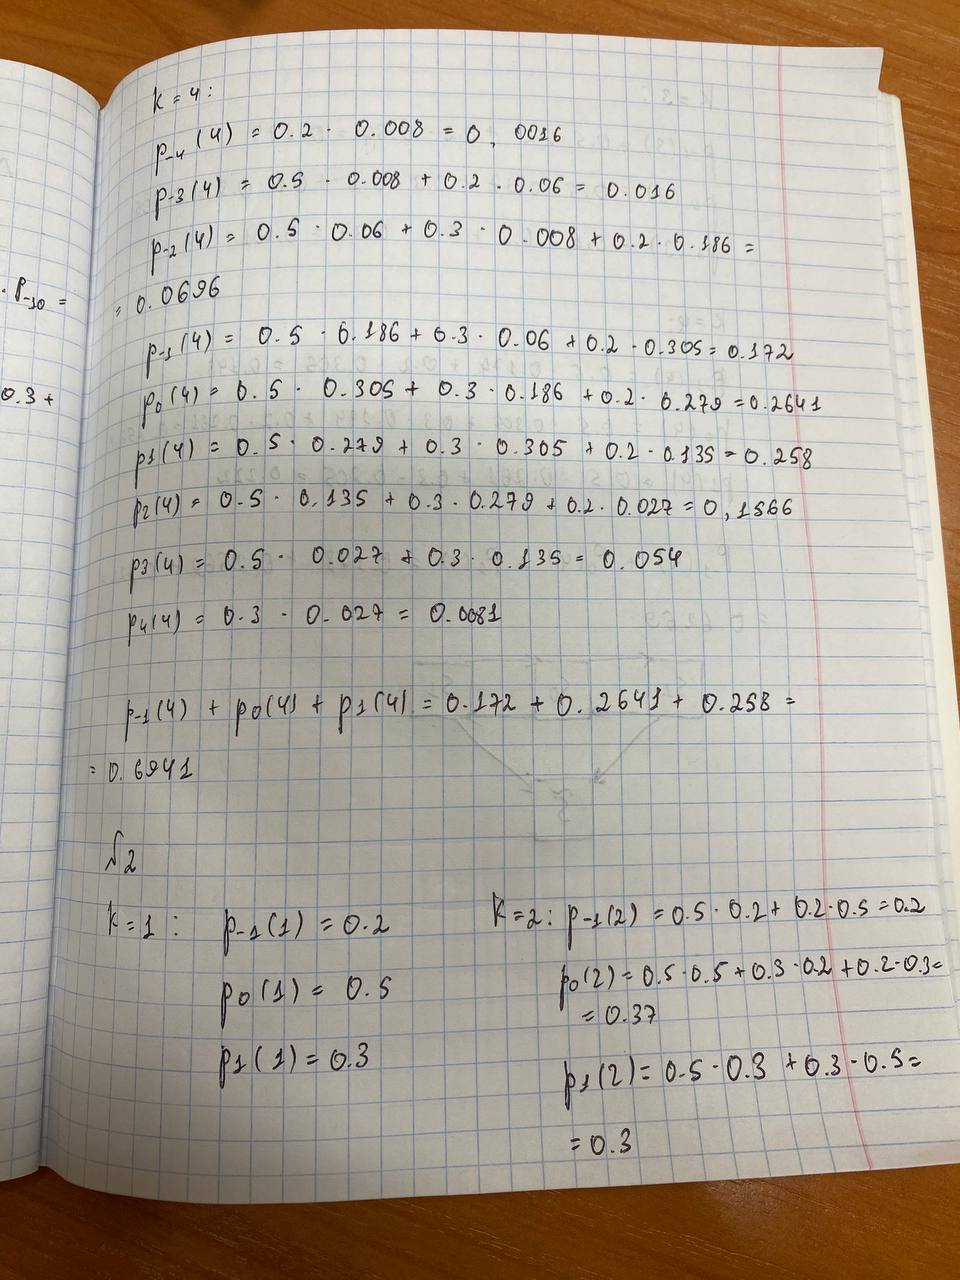 · P₋₁₀ =
0.3 +
k = 4 :
p₋₄(4) = 0.2 · 0.008 = 0,0016
p₋₃(4) = 0.5 · 0.008 + 0.2 · 0.06 = 0.016
p₋₂(4) = 0.5 · 0.06 + 0.3 · 0.008 + 0.2 · 0.186 =
= 0.0696
p₋₁(4) = 0.5 · 0.186 + 0.3 · 0.06 + 0.2 · 0.305 = 0.172
p₀(4) = 0.5 · 0.305 + 0.3 · 0.186 + 0.2 · 0.279 = 0.2641
p1(4) = 0.5 · 0.279 + 0.3 · 0.305 + 0.2 · 0.135 = 0.258
p₂(4) = 0.5 · 0.135 + 0.3 · 0.279 + 0.2 · 0.027 = 0,1566
p3(4) = 0.5 · 0.027 + 0.3 · 0.135 = 0.054
p₄(4) = 0.3 · 0.027 = 0.0081
p₋₁(4) + p₀(4) + p₁(4) = 0.172 + 0.2641 + 0.258 =
= 0.6941
№2
k = 1 : p₋₁(1) = 0.2
p₀(1) = 0.5
p₁(1) = 0.3
k = 2 : p₋₁(2) = 0.5 · 0.2 + 0.2 · 0.5 = 0.2
p₀(2) = 0.5 · 0.5 + 0.3 · 0.2 + 0.2 · 0.3 =
= 0.37
p₁(2) = 0.5 · 0.3 + 0.3 · 0.5 =
= 0.3